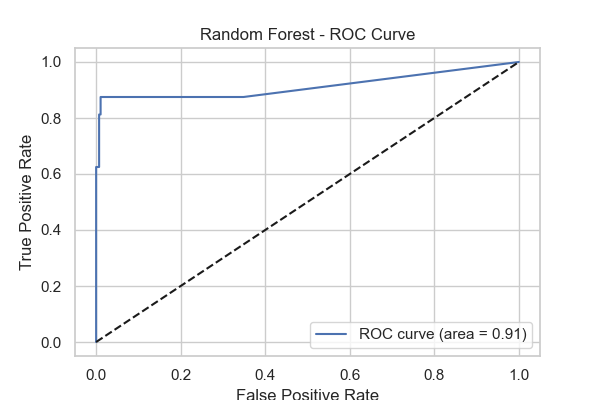 Random Forest - ROC Curve
1.0
0.8
0.6
0.4
0.2
0.0
True Positive Rate
ROC curve (area = 0.91)
0.0 0.2 0.4 0.6 0.8 1.0
False Positive Rate